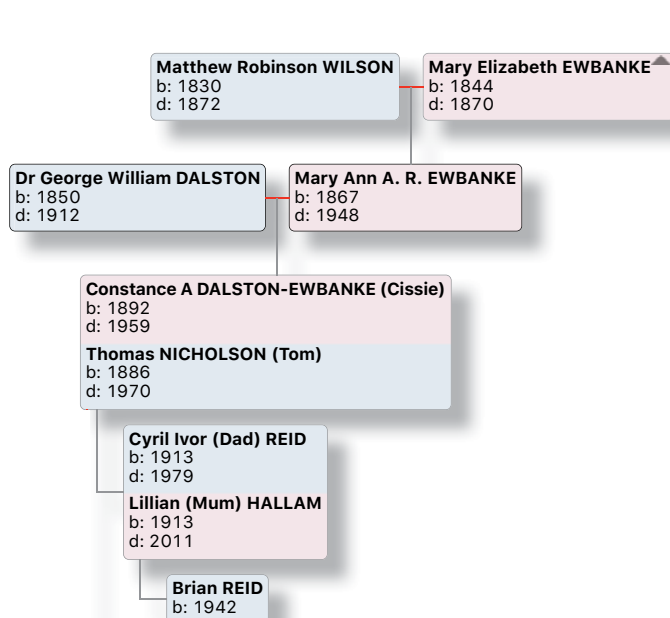 Matthew Robinson WILSON
b: 1830
d: 1872
Mary Elizabeth EWBANKE
b: 1844
d: 1870
Dr George William DALSTON
b: 1850
d: 1912
Mary Ann A. R. EWBANKE
b: 1867
d: 1948
Constance A DALSTON-EWBANKE (Cissie)
b: 1892
d: 1959
Thomas NICHOLSON (Tom)
b: 1886
d: 1970
Cyril Ivor (Dad) REID
b: 1913
d: 1979
Lillian (Mum) HALLAM
b: 1913
d: 2011
Brian REID
b: 1942